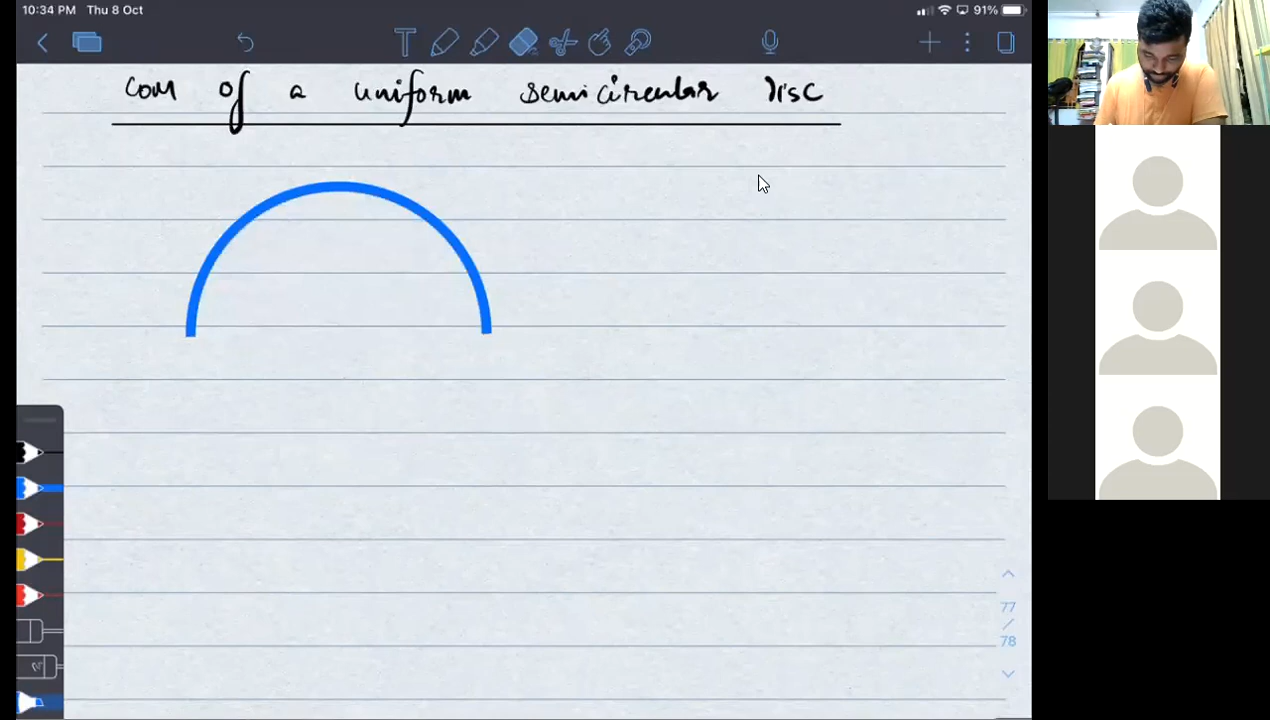 10:34 PM Thu 8 Oct 91%
T
COM of a uniform semicircular Disc
77
/
78